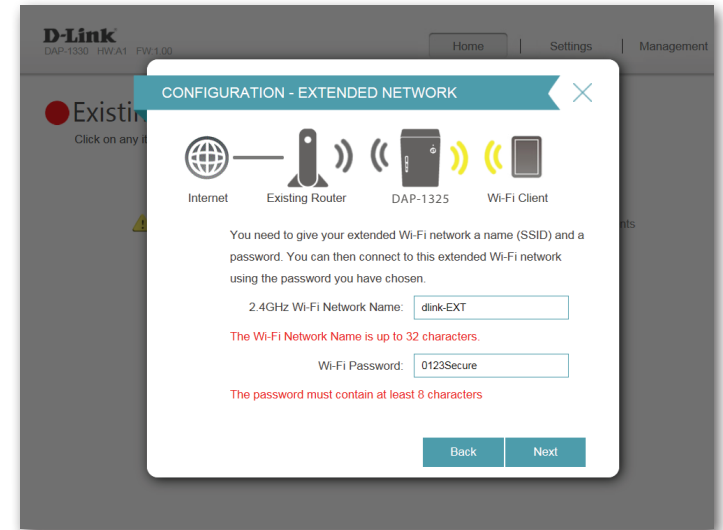 D-Link
DAP-1330 HW:A1 FW:1.00
Home | Settings | Management
CONFIGURATION - EXTENDED NETWORK
Existin
Click on any it
Internet Existing Router DAP-1325 Wi-Fi Client
nts
You need to give your extended Wi-Fi network a name (SSID) and a
password. You can then connect to this extended Wi-Fi network
using the password you have chosen.
2.4GHz Wi-Fi Network Name: dlink-EXT
The Wi-Fi Network Name is up to 32 characters.
Wi-Fi Password: 0123Secure
The password must contain at least 8 characters
Back Next